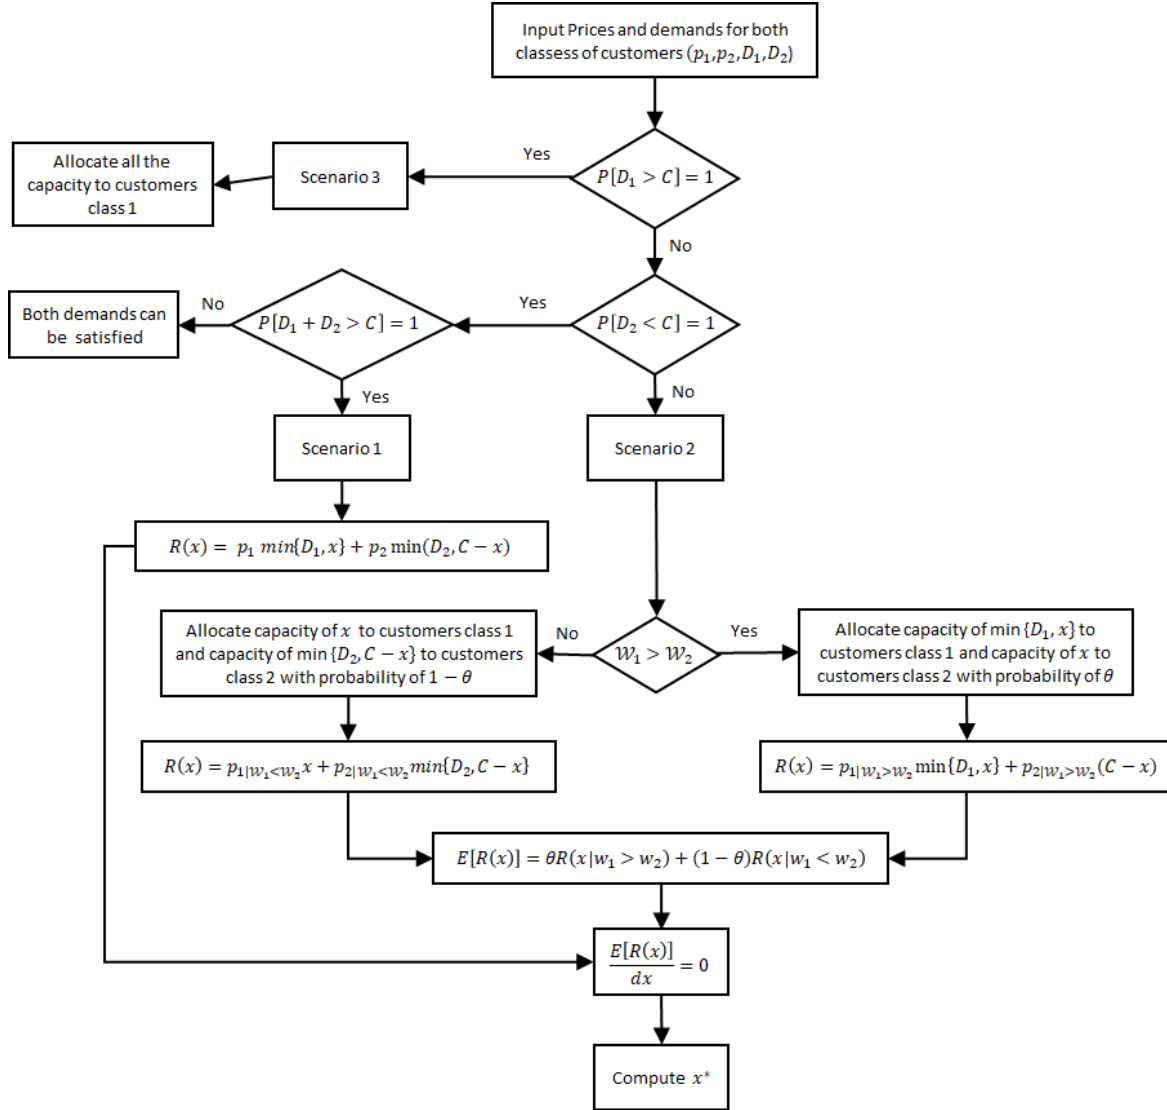 Input Prices and demands for both
classess of customers (p₁,p₂,D₁,D₂)
Yes
P[D₁ > C] = 1
Scenario 3
Allocate all the
capacity to customers
class 1
No
P[D₂ < C] = 1
Yes
P[D₁ + D₂ > C] = 1
No
Both demands can
be satisfied
Yes
No
Scenario 1
Scenario 2
R(x) = p₁ min{D₁, x} + p₂ min(D₂, C − x)
Allocate capacity of x to customers class 1
and capacity of min {D₂, C − x} to customers
class 2 with probability of 1 − θ
No
𝒲₁ > 𝒲₂
Yes
Allocate capacity of min {D₁, x} to
customers class 1 and capacity of x to
customers class 2 with probability of θ
R(x) = p₁|𝒲₁<𝒲₂x + p₂|𝒲₁<𝒲₂min{D₂, C − x}
R(x) = p₁|𝒲₁>𝒲₂ min{D₁, x} + p₂|𝒲₁>𝒲₂(C − x)
E[R(x)] = θR(x|w₁ > w₂) + (1 − θ)R(x|w₁ < w₂)
E[R(x)]
dx
= 0
Compute x*